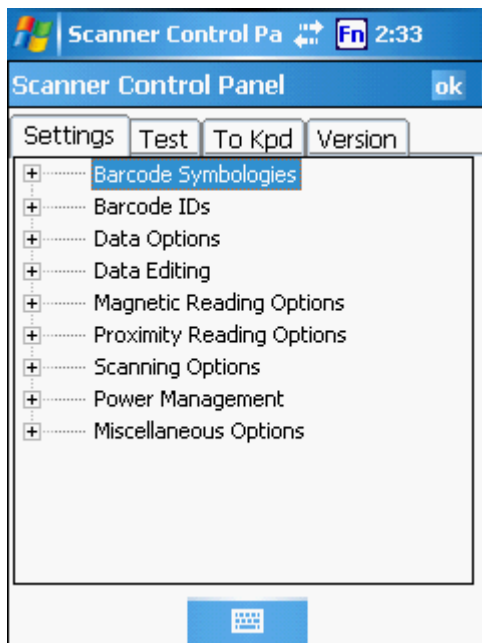 Scanner Control Pa Fn 2:33
Scanner Control Panel ok
Settings Test To Kpd Version
Barcode Symbologies
Barcode IDs
Data Options
Data Editing
Magnetic Reading Options
Proximity Reading Options
Scanning Options
Power Management
Miscellaneous Options